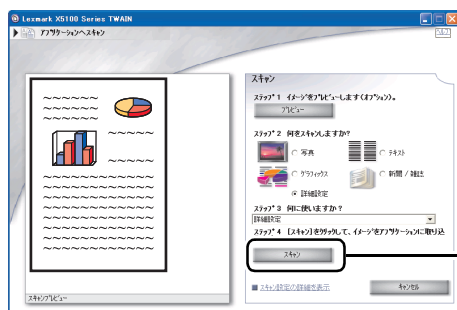 Lexmark X5100 Series TWAIN
アプリケーションへスキャン
ヘルプ
スキャン
ステップ 1 イメージをプレビューします(オプション)。
プレビュー
ステップ 2 何をスキャンしますか?
写真
テキスト
グラフィックス
新聞 / 雑誌
詳細設定
ステップ 3 何に使いますか?
詳細設定
ステップ 4 [スキャン]をクリックして、イメージをアプリケーションに取り込
スキャン
スキャン設定の詳細を表示
キャンセル
スキャンプレビュー